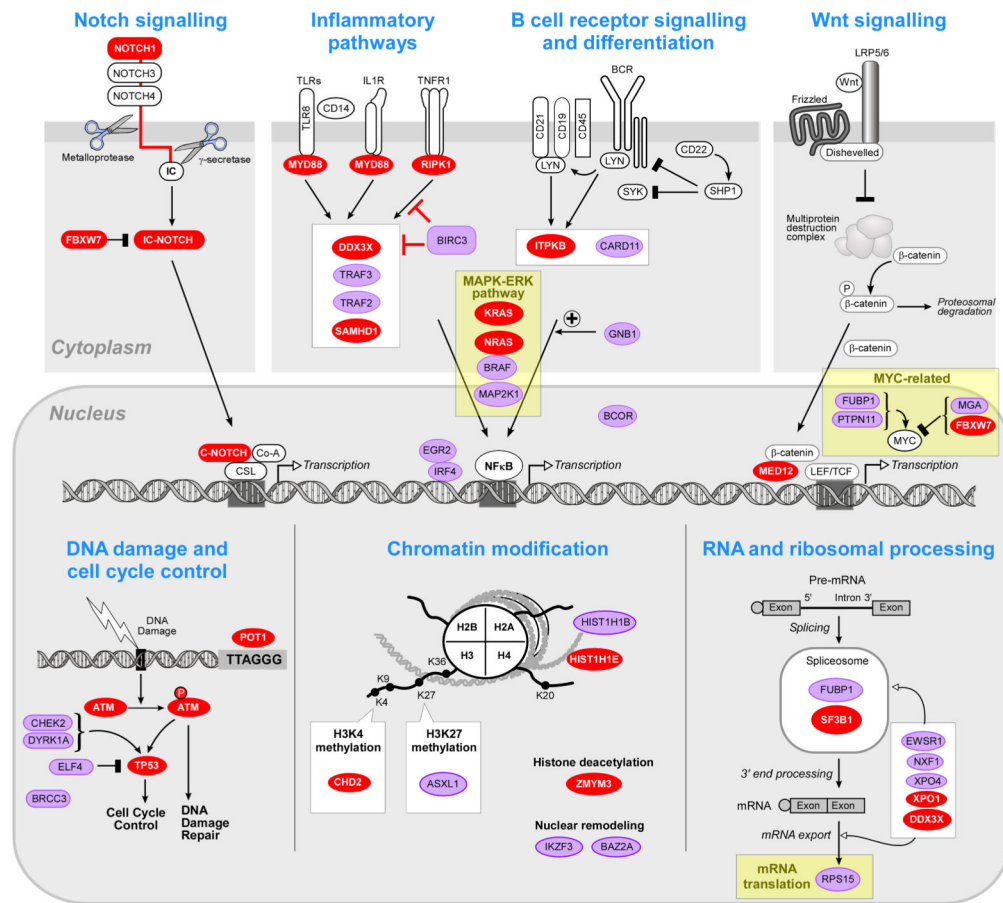 Notch signalling
Inflammatory
pathways
B cell receptor signalling
and differentiation
Wnt signalling
NOTCH1
NOTCH3
NOTCH4
Metalloprotease
γ-secretase
IC
FBXW7
IC-NOTCH
Cytoplasm
TLRs
IL1R
TNFR1
TLR8
CD14
MYD88
MYD88
RIPK1
DDX3X
TRAF3
TRAF2
SAMHD1
BIRC3
BCR
CD21
CD19
CD45
LYN
LYN
CD22
SYK
SHP1
ITPKB
CARD11
MAPK-ERK
pathway
KRAS
NRAS
BRAF
MAP2K1
+
GNB1
LRP5/6
Wnt
Frizzled
Dishevelled
Multiprotein
destruction
complex
β-catenin
P
β-catenin
Proteosomal
degradation
β-catenin
MYC-related
FUBP1
PTPN11
MYC
MGA
FBXW7
Nucleus
BCOR
C-NOTCH
Co-A
CSL
Transcription
EGR2
IRF4
NFκB
Transcription
β-catenin
MED12
LEF/TCF
Transcription
DNA damage and
cell cycle control
DNA
Damage
POT1
TTAGGG
ATM
P
ATM
CHEK2
DYRK1A
ELF4
TP53
BRCC3
Cell Cycle
Control
DNA
Damage
Repair
Chromatin modification
H2B
H2A
H3
H4
HIST1H1B
HIST1H1E
K36
K9
K4
K27
K20
H3K4
methylation
CHD2
H3K27
methylation
ASXL1
Histone deacetylation
ZMYM3
Nuclear remodeling
IKZF3
BAZ2A
RNA and ribosomal processing
Pre-mRNA
5'
Intron
3'
Exon
Exon
Splicing
Spliceosome
FUBP1
SF3B1
EWSR1
NXF1
XPO4
XPO1
DDX3X
3' end processing
mRNA
Exon
Exon
mRNA export
mRNA
translation
RPS15